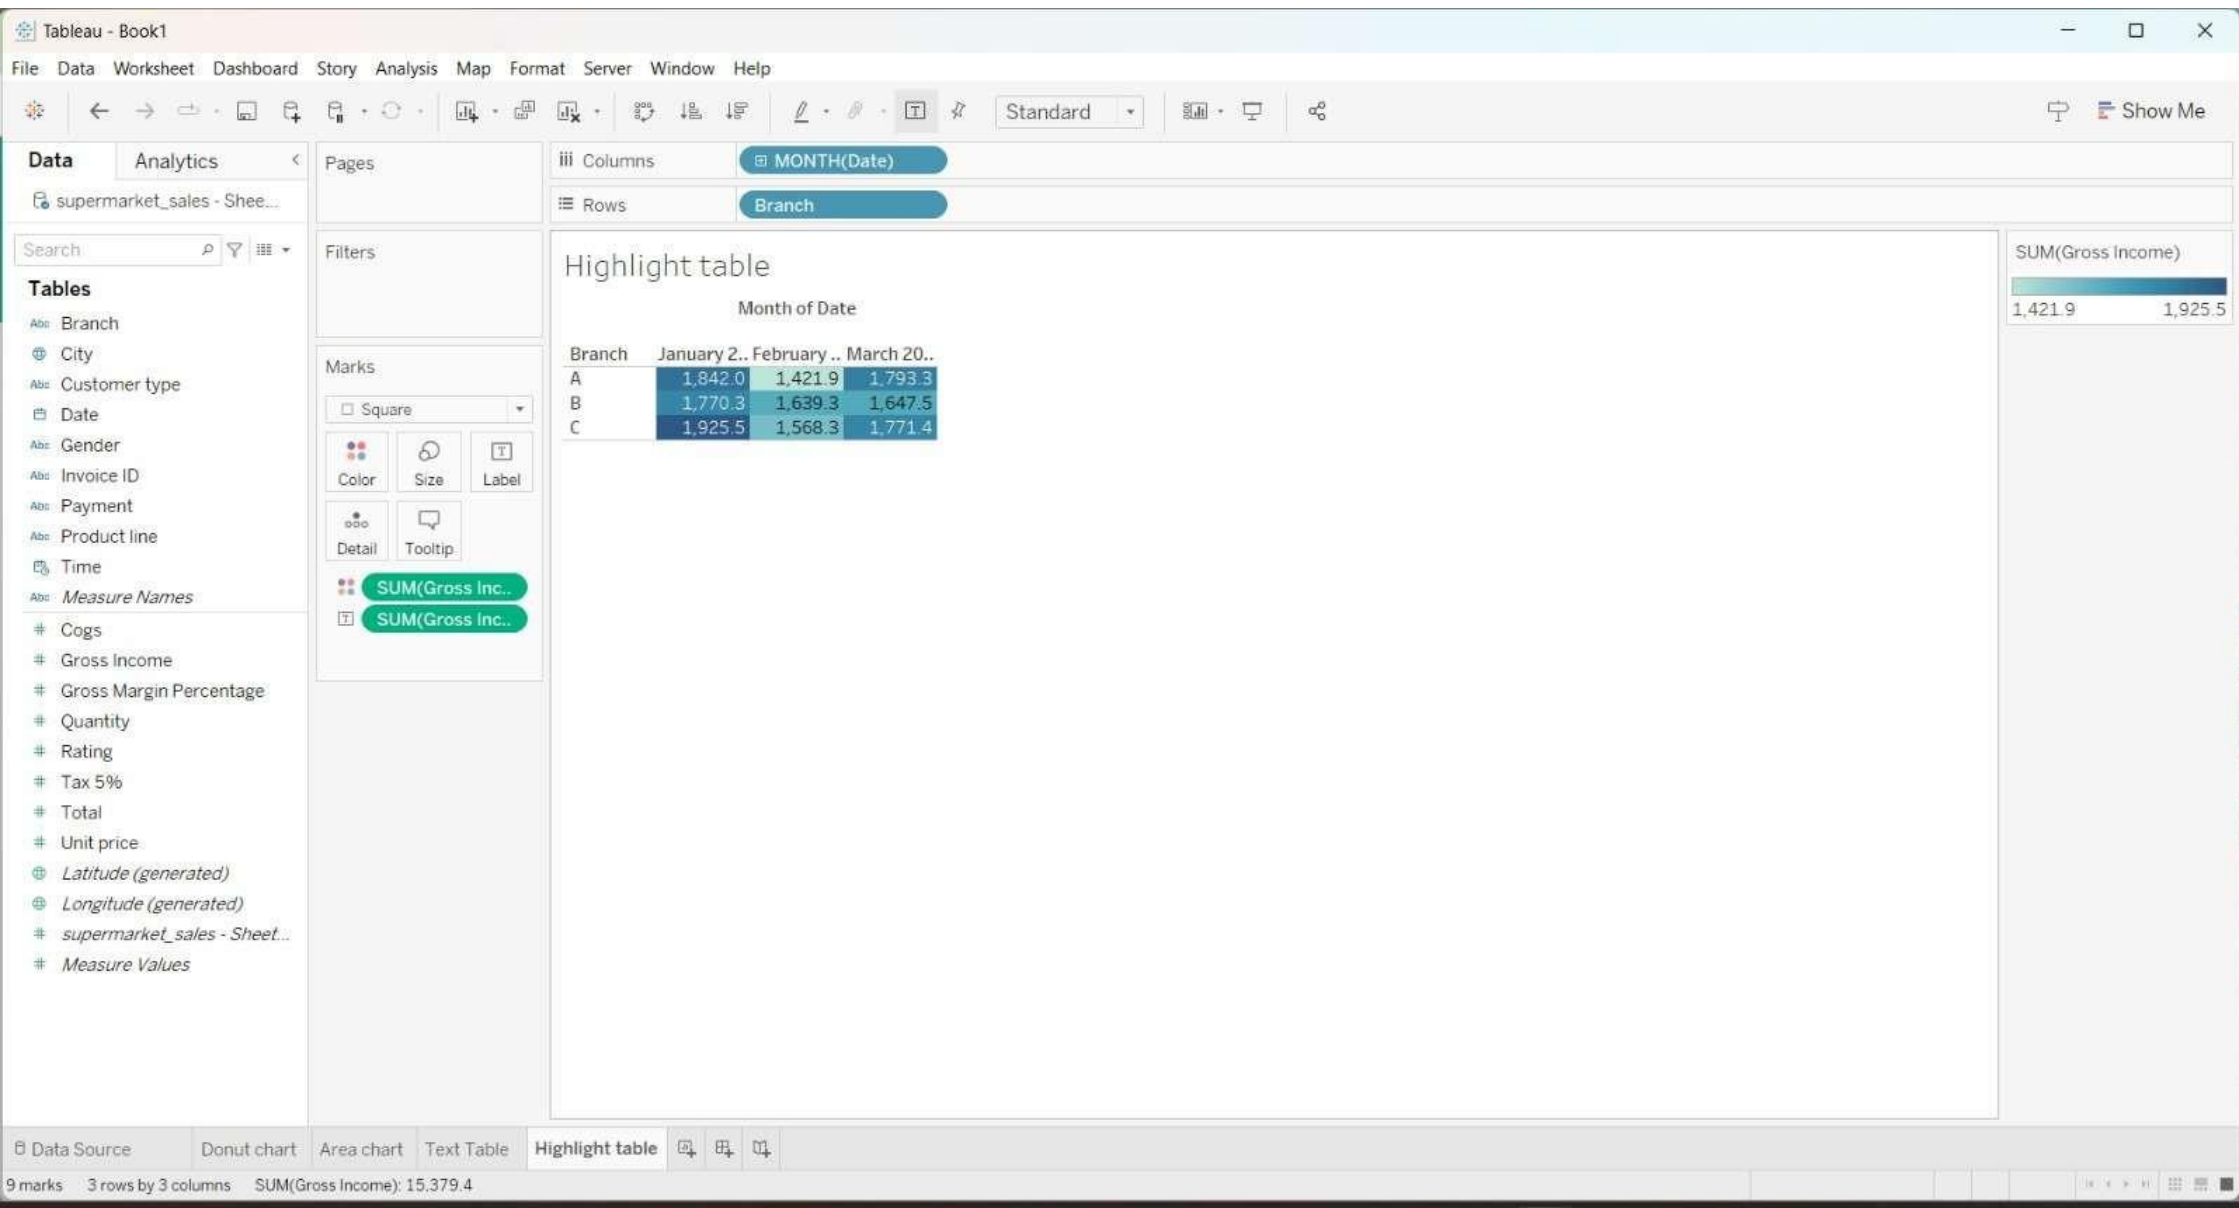 Tableau - Book1
File Data Worksheet Dashboard Story Analysis Map Format Server Window Help
Standard
Show Me
Data Analytics
supermarket_sales - Shee...
Search
Tables
Abc Branch
City
Abc Customer type
Date
Abc Gender
Abc Invoice ID
Abc Payment
Abc Product line
Time
Abc Measure Names
# Cogs
# Gross Income
# Gross Margin Percentage
# Quantity
# Rating
# Tax 5%
# Total
# Unit price
Latitude (generated)
Longitude (generated)
# supermarket_sales - Sheet...
# Measure Values
Pages
Filters
Marks
Square
Color Size Label
Detail Tooltip
SUM(Gross Inc..
SUM(Gross Inc..
Columns MONTH(Date)
Rows Branch
Highlight table
Month of Date
Branch January 2.. February .. March 20..
A 1,842.0 1,421.9 1,793.3
B 1,770.3 1,639.3 1,647.5
C 1,925.5 1,568.3 1,771.4
SUM(Gross Income)
1,421.9 1,925.5
Data Source Donut chart Area chart Text Table Highlight table
9 marks 3 rows by 3 columns SUM(Gross Income): 15,379.4